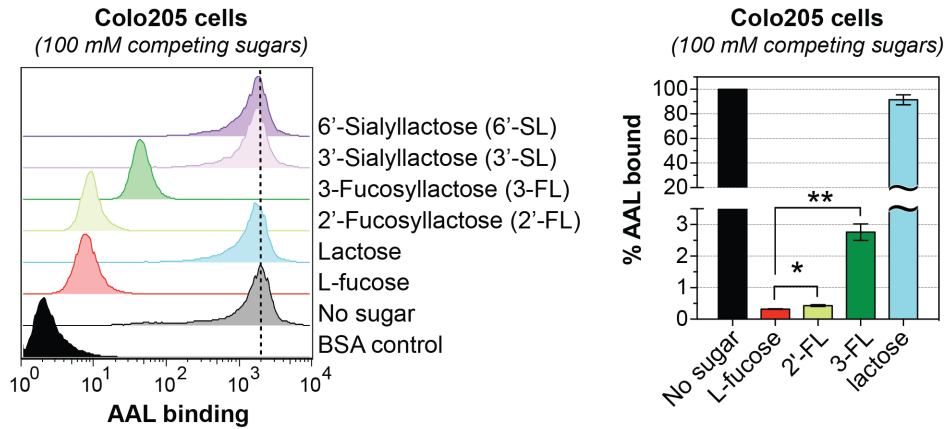 Colo205 cells
(100 mM competing sugars)
6’-Sialyllactose (6’-SL)
3’-Sialyllactose (3’-SL)
3-Fucosyllactose (3-FL)
2’-Fucosyllactose (2’-FL)
Lactose
L-fucose
No sugar
BSA control
10^0 10^1 10^2 10^3 10^4
AAL binding
Colo205 cells
(100 mM competing sugars)
% AAL bound
100
80
60
40
20
3
2
1
0
**
*
No sugar
L-fucose
2'-FL
3-FL
lactose